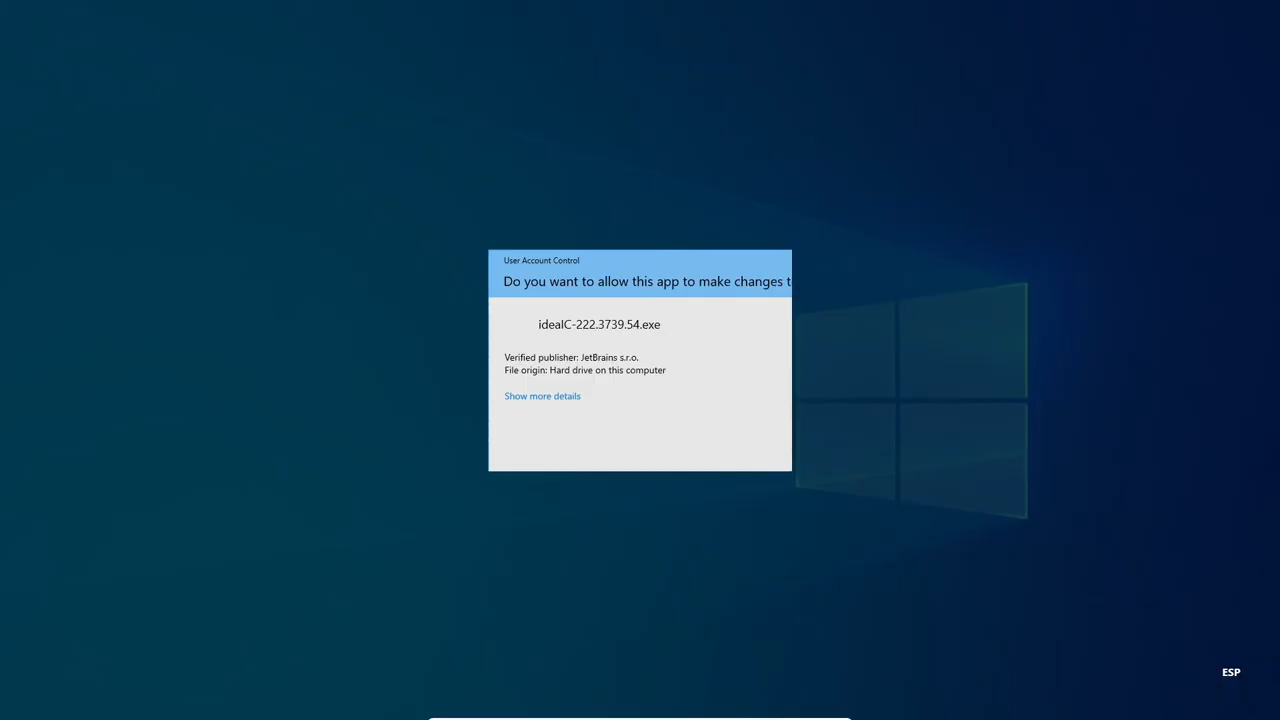 User Account Control
Do you want to allow this app to make changes t
ideaIC-222.3739.54.exe
Verified publisher: JetBrains s.r.o.
File origin: Hard drive on this computer
Show more details
ESP